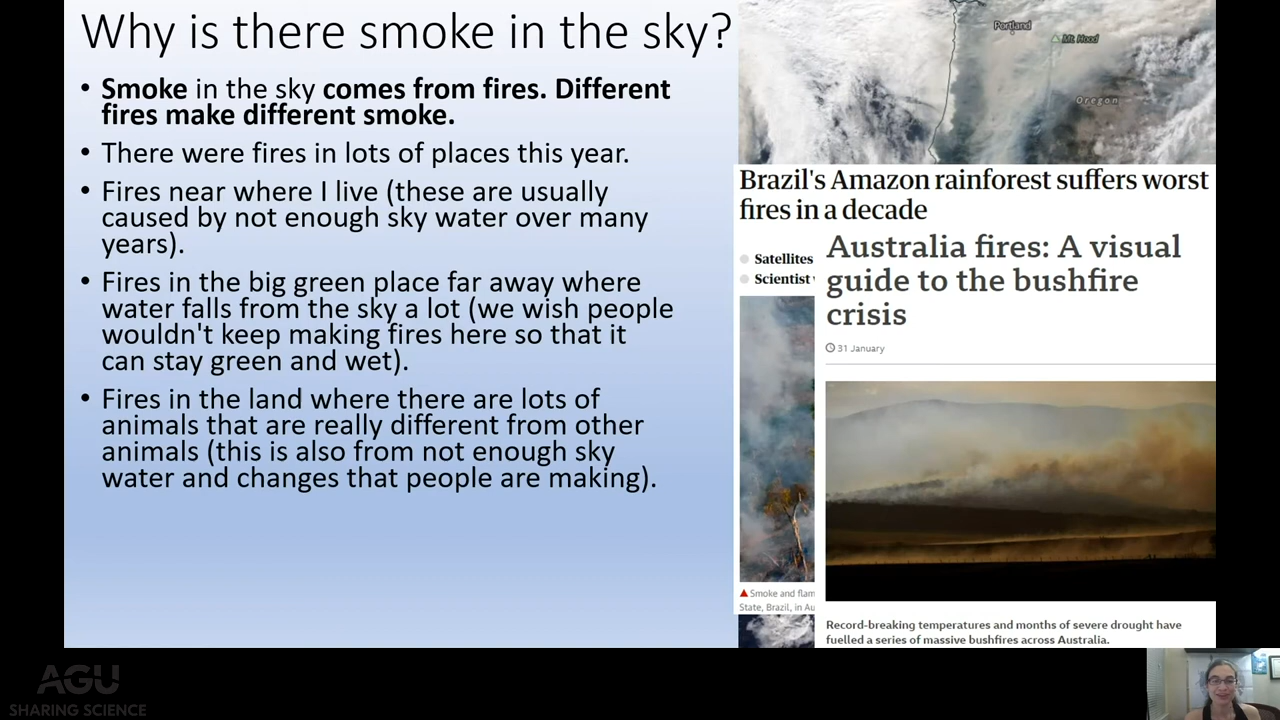 Why is there smoke in the sky?
• Smoke in the sky comes from fires. Different
fires make different smoke.
• There were fires in lots of places this year.
• Fires near where I live (these are usually
caused by not enough sky water over many
years).
• Fires in the big green place far away where
water falls from the sky a lot (we wish people
wouldn't keep making fires here so that it
can stay green and wet).
• Fires in the land where there are lots of
animals that are really different from other
animals (this is also from not enough sky
water and changes that people are making).
Portland
Mt. Hood
Oregon
Brazil's Amazon rainforest suffers worst
fires in a decade
Satellites
Scientist
Australia fires: A visual
guide to the bushfire
crisis
31 January
Smoke and flam
State, Brazil, in Au
Record-breaking temperatures and months of severe drought have
fuelled a series of massive bushfires across Australia.
AGU
SHARING SCIENCE